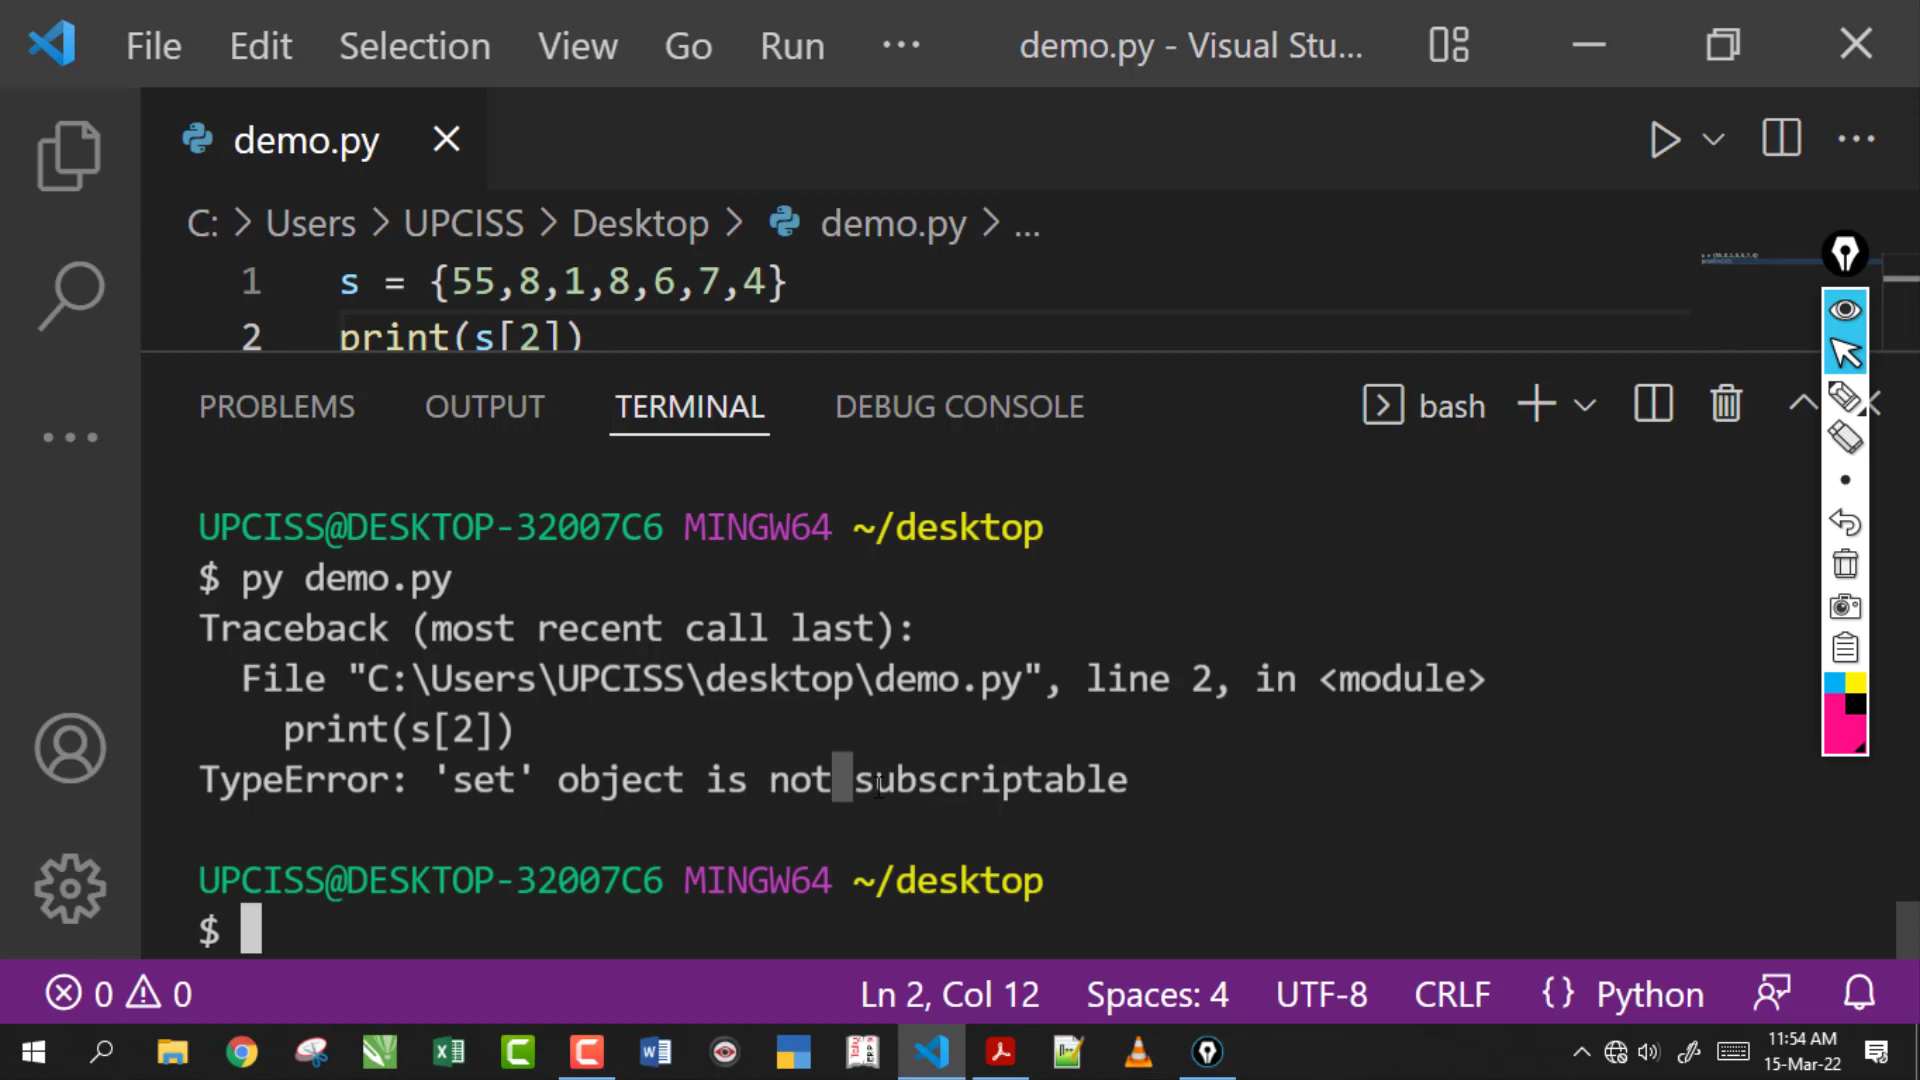 File Edit Selection View Go Run ··· demo.py - Visual Stu...
demo.py
C: > Users > UPCISS > Desktop > demo.py > ...
1 s = {55,8,1,8,6,7,4}
2 print(s[2])
PROBLEMS OUTPUT TERMINAL DEBUG CONSOLE bash
UPCISS@DESKTOP-32007C6 MINGW64 ~/desktop
$ py demo.py
Traceback (most recent call last):
File "C:\Users\UPCISS\desktop\demo.py", line 2, in <module>
print(s[2])
TypeError: 'set' object is not subscriptable
UPCISS@DESKTOP-32007C6 MINGW64 ~/desktop
$
0 0 Ln 2, Col 12 Spaces: 4 UTF-8 CRLF {} Python
11:54 AM
15-Mar-22